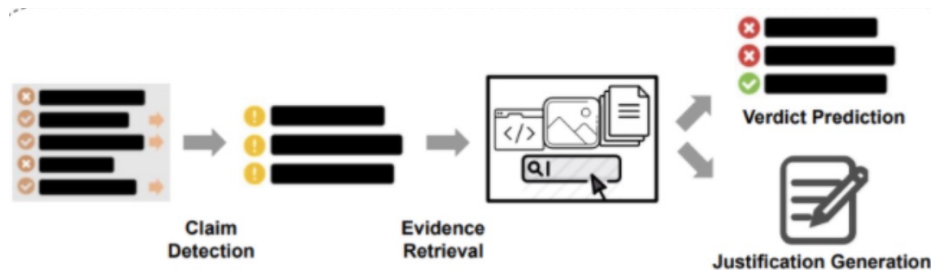 Claim
Detection
Evidence
Retrieval
</>
Verdict Prediction
Justification Generation